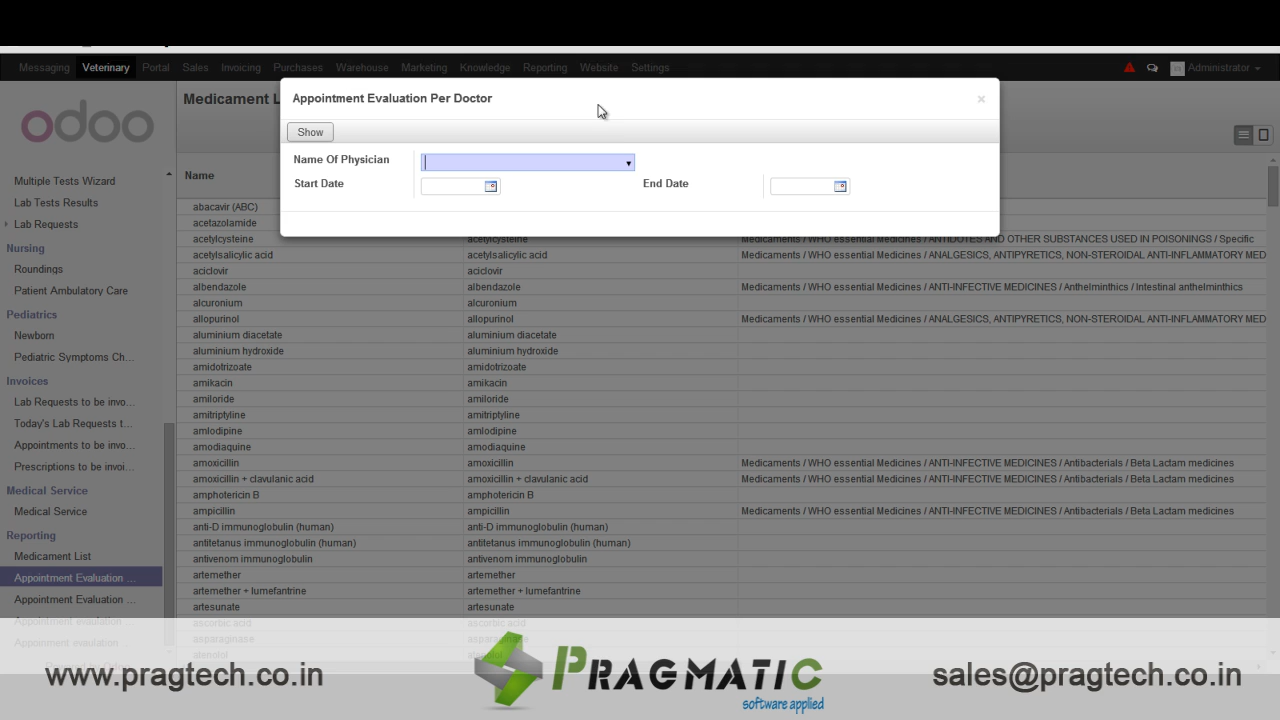 Messaging Veterinary Portal Sales Invoicing Purchases Warehouse Marketing Knowledge Reporting Website Settings Administrator
odoo
Multiple Tests Wizard
Lab Tests Results
Lab Requests
Nursing
Roundings
Patient Ambulatory Care
Pediatrics
Newborn
Pediatric Symptoms Ch...
Invoices
Lab Requests to be invo...
Today's Lab Requests t...
Appointments to be invo...
Prescriptions to be invoi...
Medical Service
Medical Service
Reporting
Medicament List
Appointment Evaluation ...
Appointment Evaluation ...
Appointment evaulation ...
Appointment evaulation ...
Medicament L
Appointment Evaluation Per Doctor ×
Show
Name Of Physician
Start Date End Date
Name
abacavir (ABC)
acetazolamide
acetylcysteine acetylcysteine Medicaments / WHO essential Medicines / ANTIDOTES AND OTHER SUBSTANCES USED IN POISONINGS / Specific
acetylsalicylic acid acetylsalicylic acid Medicaments / WHO essential Medicines / ANALGESICS, ANTIPYRETICS, NON-STEROIDAL ANTI-INFLAMMATORY MED
aciclovir aciclovir
albendazole albendazole Medicaments / WHO essential Medicines / ANTI-INFECTIVE MEDICINES / Anthelminthics / Intestinal anthelminthics
alcuronium alcuronium
allopurinol allopurinol Medicaments / WHO essential Medicines / ANALGESICS, ANTIPYRETICS, NON-STEROIDAL ANTI-INFLAMMATORY MED
aluminium diacetate aluminium diacetate
aluminium hydroxide aluminium hydroxide
amidotrizoate amidotrizoate
amikacin amikacin
amiloride amiloride
amitriptyline amitriptyline
amlodipine amlodipine
amodiaquine amodiaquine
amoxicillin amoxicillin Medicaments / WHO essential Medicines / ANTI-INFECTIVE MEDICINES / Antibacterials / Beta Lactam medicines
amoxicillin + clavulanic acid amoxicillin + clavulanic acid Medicaments / WHO essential Medicines / ANTI-INFECTIVE MEDICINES / Antibacterials / Beta Lactam medicines
amphotericin B amphotericin B
ampicillin ampicillin Medicaments / WHO essential Medicines / ANTI-INFECTIVE MEDICINES / Antibacterials / Beta Lactam medicines
anti-D immunoglobulin (human) anti-D immunoglobulin (human)
antitetanus immunoglobulin (human) antitetanus immunoglobulin (human)
antivenom immunoglobulin antivenom immunoglobulin
artemether artemether
artemether + lumefantrine artemether + lumefantrine
artesunate artesunate
ascorbic acid ascorbic acid
asparaginase
atenolol
www.pragtech.co.in
PRAGMATIC
software applied
sales@pragtech.co.in